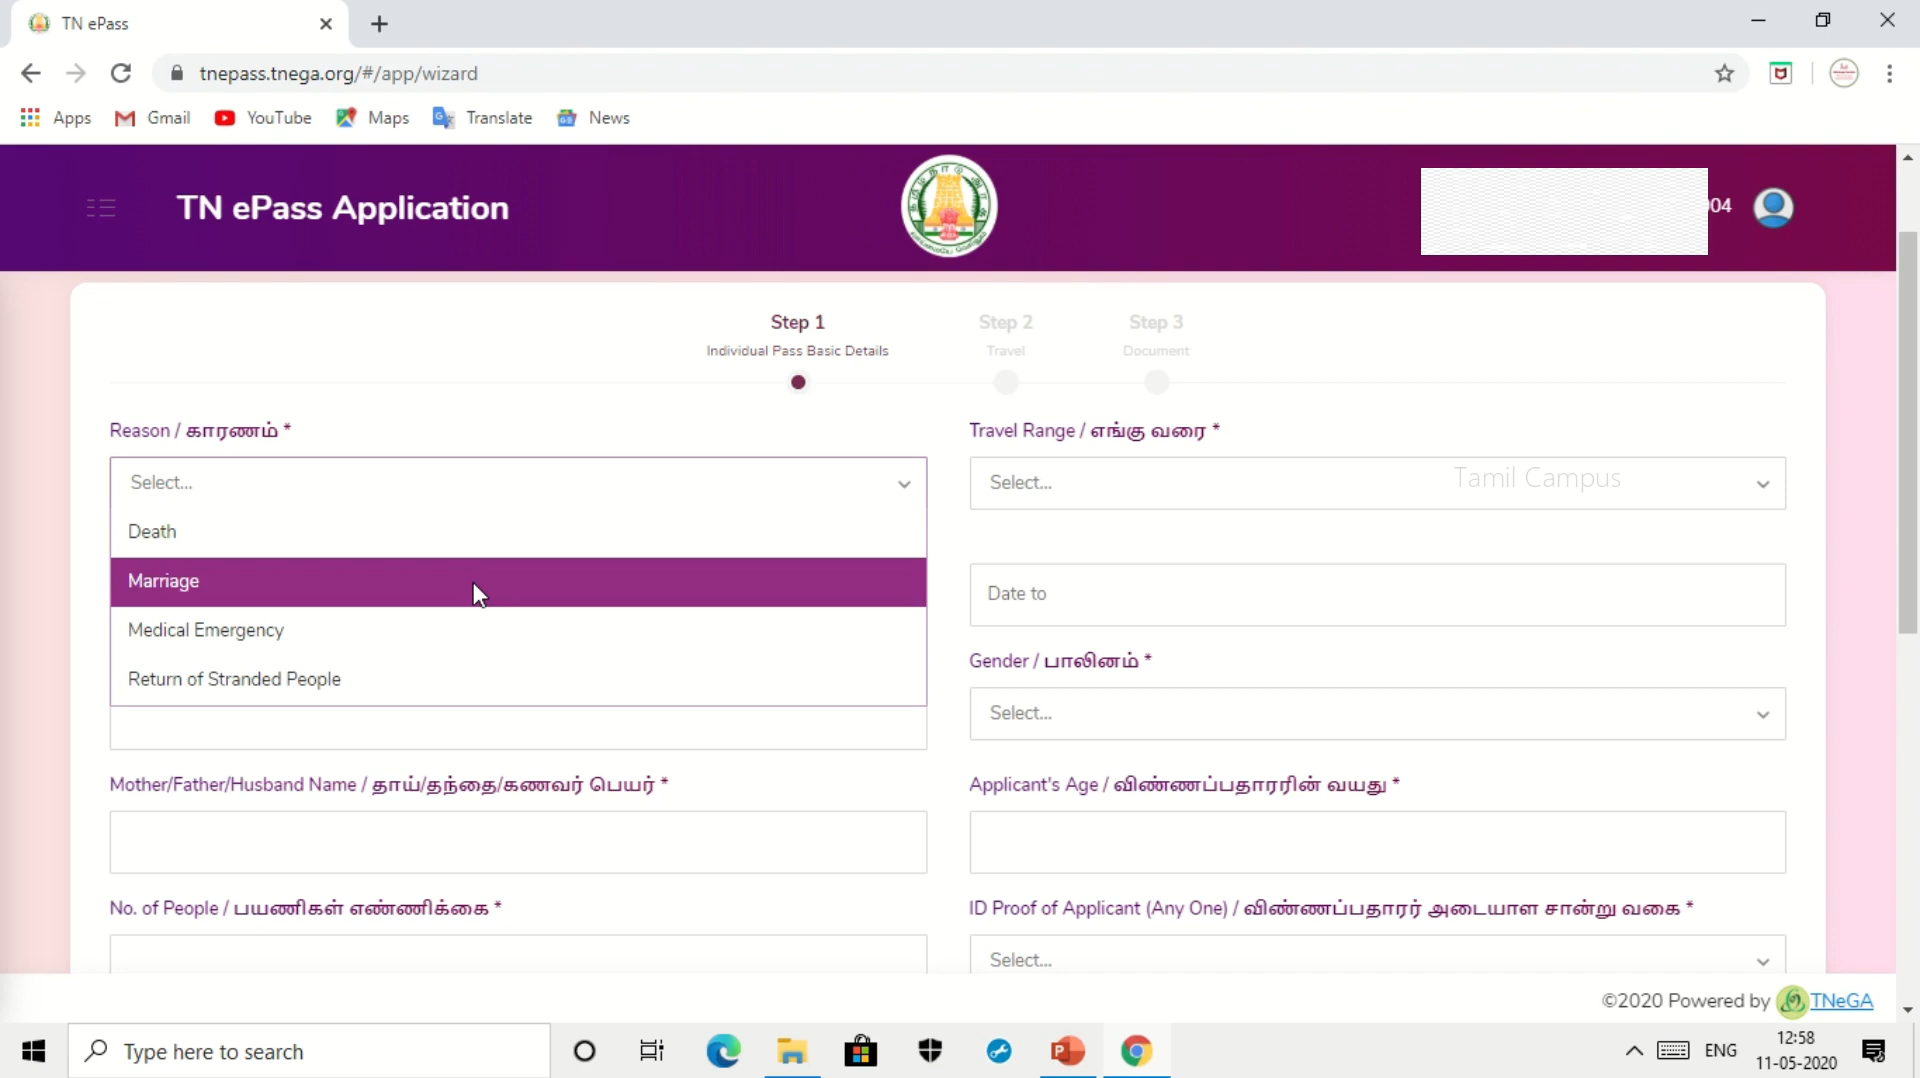 TN ePass
tnepass.tnega.org/#/app/wizard
Apps
Gmail
YouTube
Maps
Translate
News
TN ePass Application
004
Step 1
Individual Pass Basic Details
Step 2
Travel
Step 3
Document
Reason / காரணம் *
Select...
Death
Marriage
Medical Emergency
Return of Stranded People
Travel Range / எங்கு வரை *
Select...
Tamil Campus
Date to
Gender / பாலினம் *
Select...
Mother/Father/Husband Name / தாய்/தந்தை/கணவர் பெயர் *
Applicant's Age / விண்ணப்பதாரரின் வயது *
No. of People / பயணிகள் எண்ணிக்கை *
ID Proof of Applicant (Any One) / விண்ணப்பதாரர் அடையாள சான்று வகை *
Select...
©2020 Powered by TNeGA
Type here to search
ENG
12:58
11-05-2020